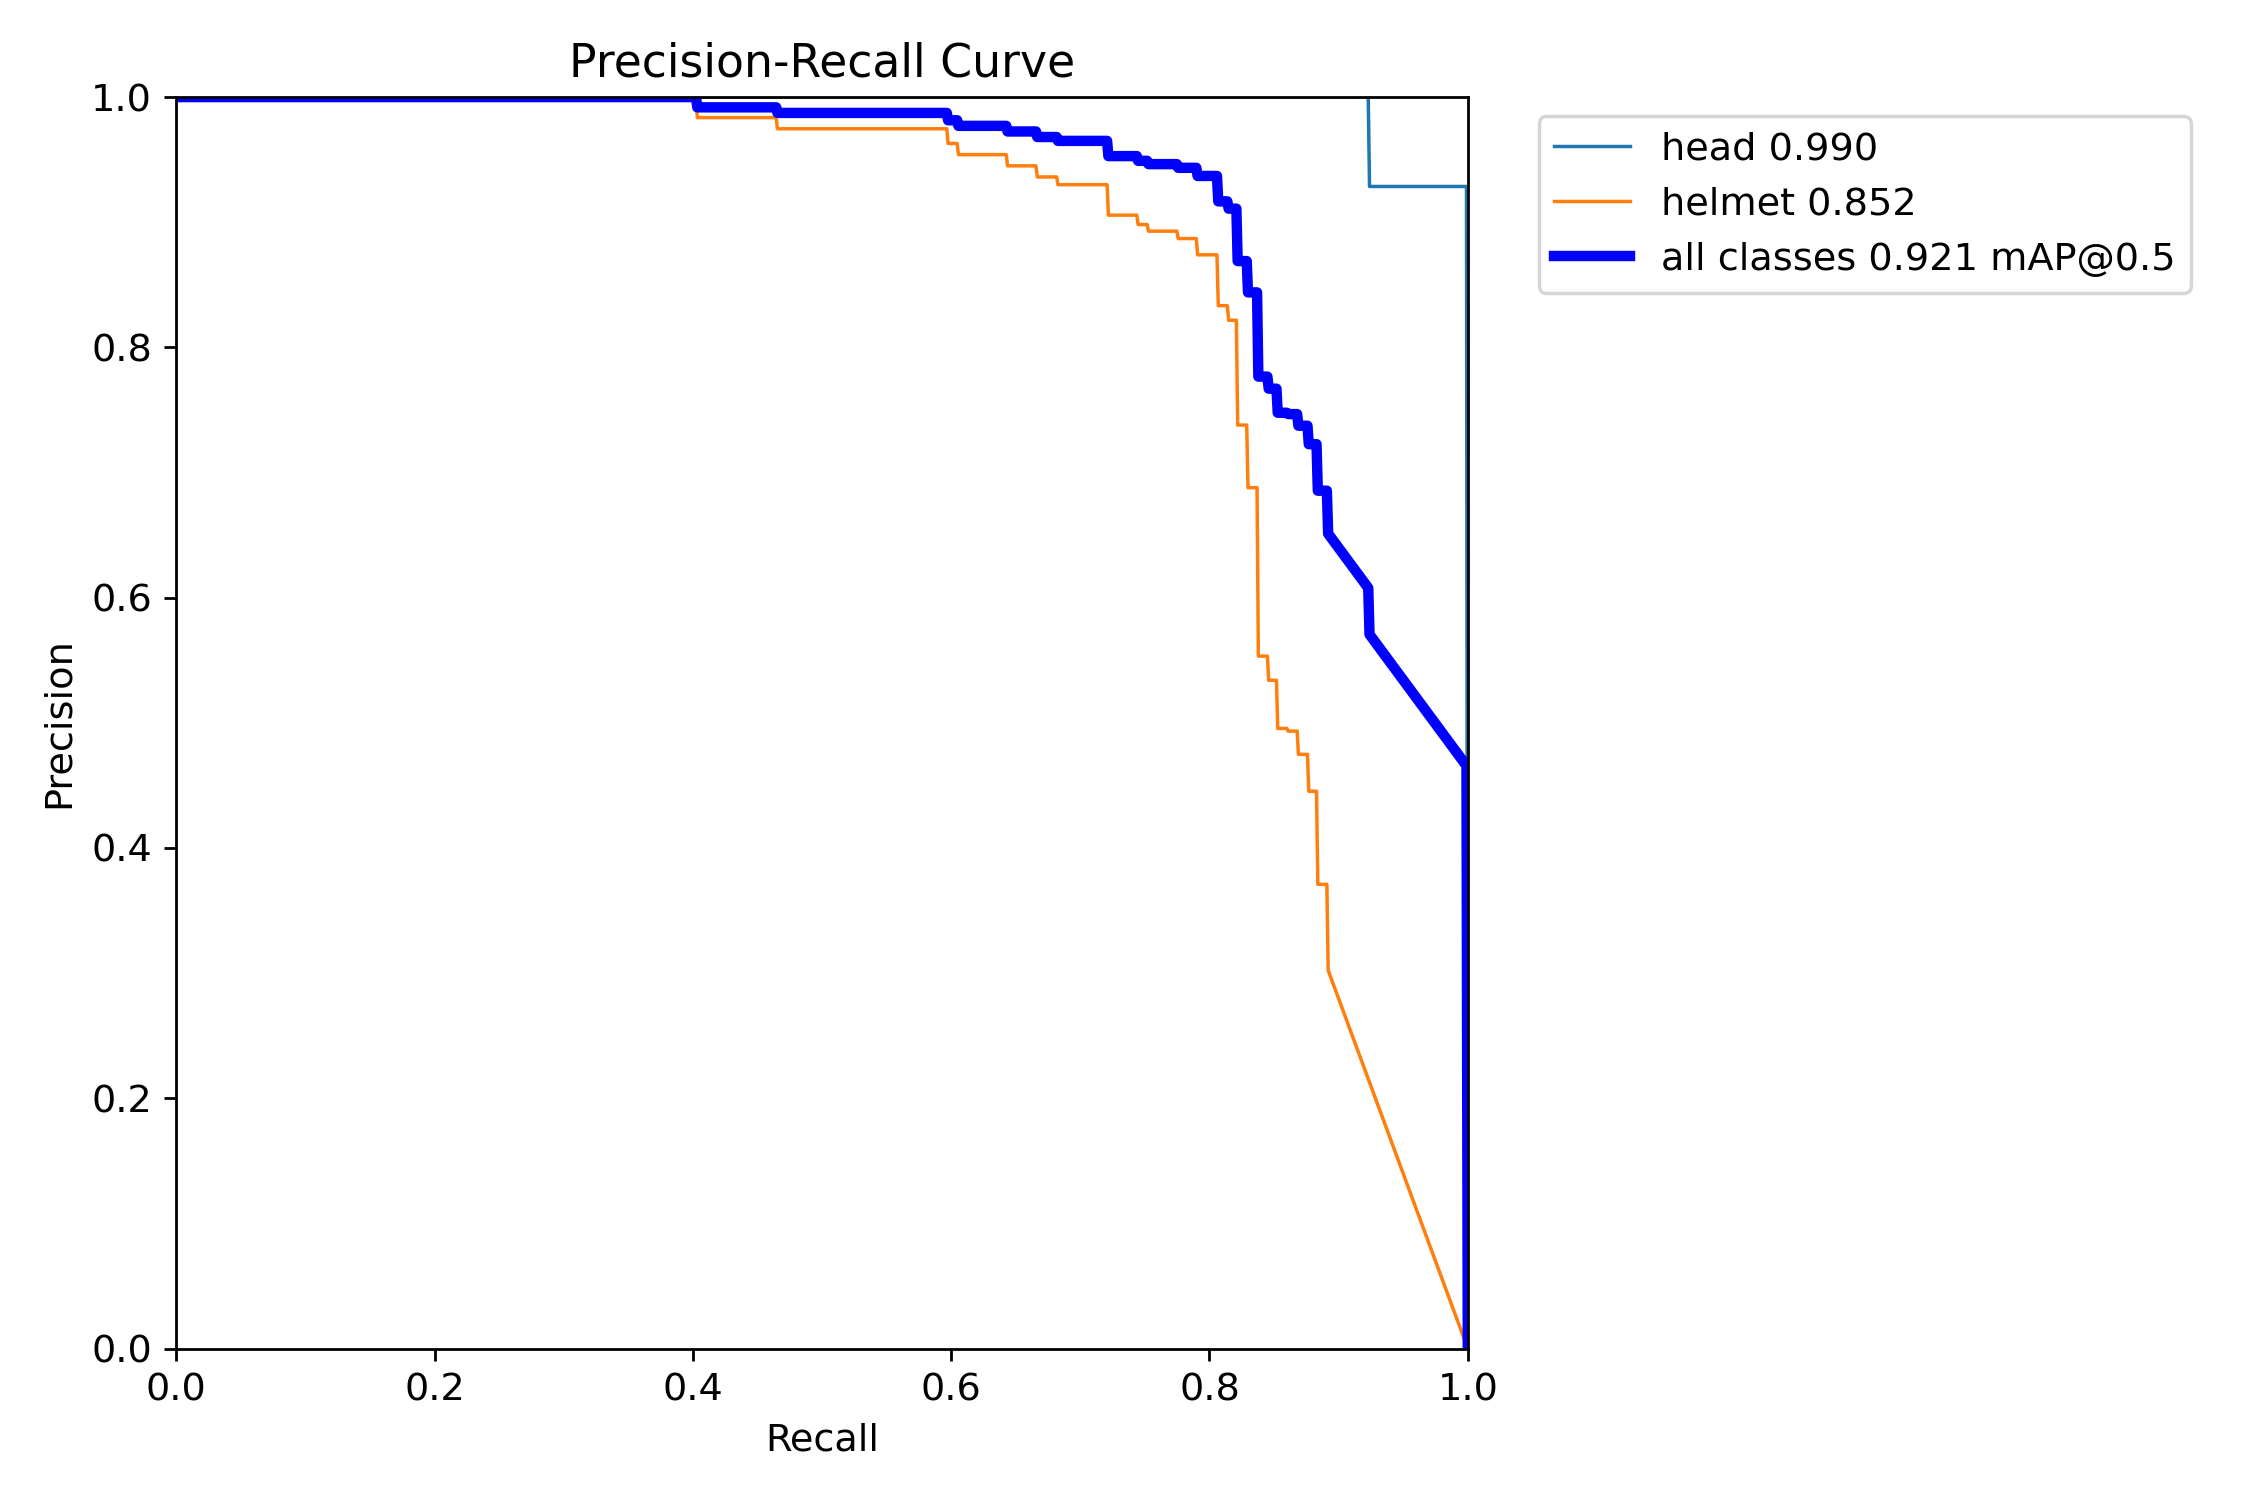 Precision-Recall Curve
1.0
0.8
0.6
0.4
0.2
0.0
Precision
0.0 0.2 0.4 0.6 0.8 1.0
Recall
head 0.990
helmet 0.852
all classes 0.921 mAP@0.5